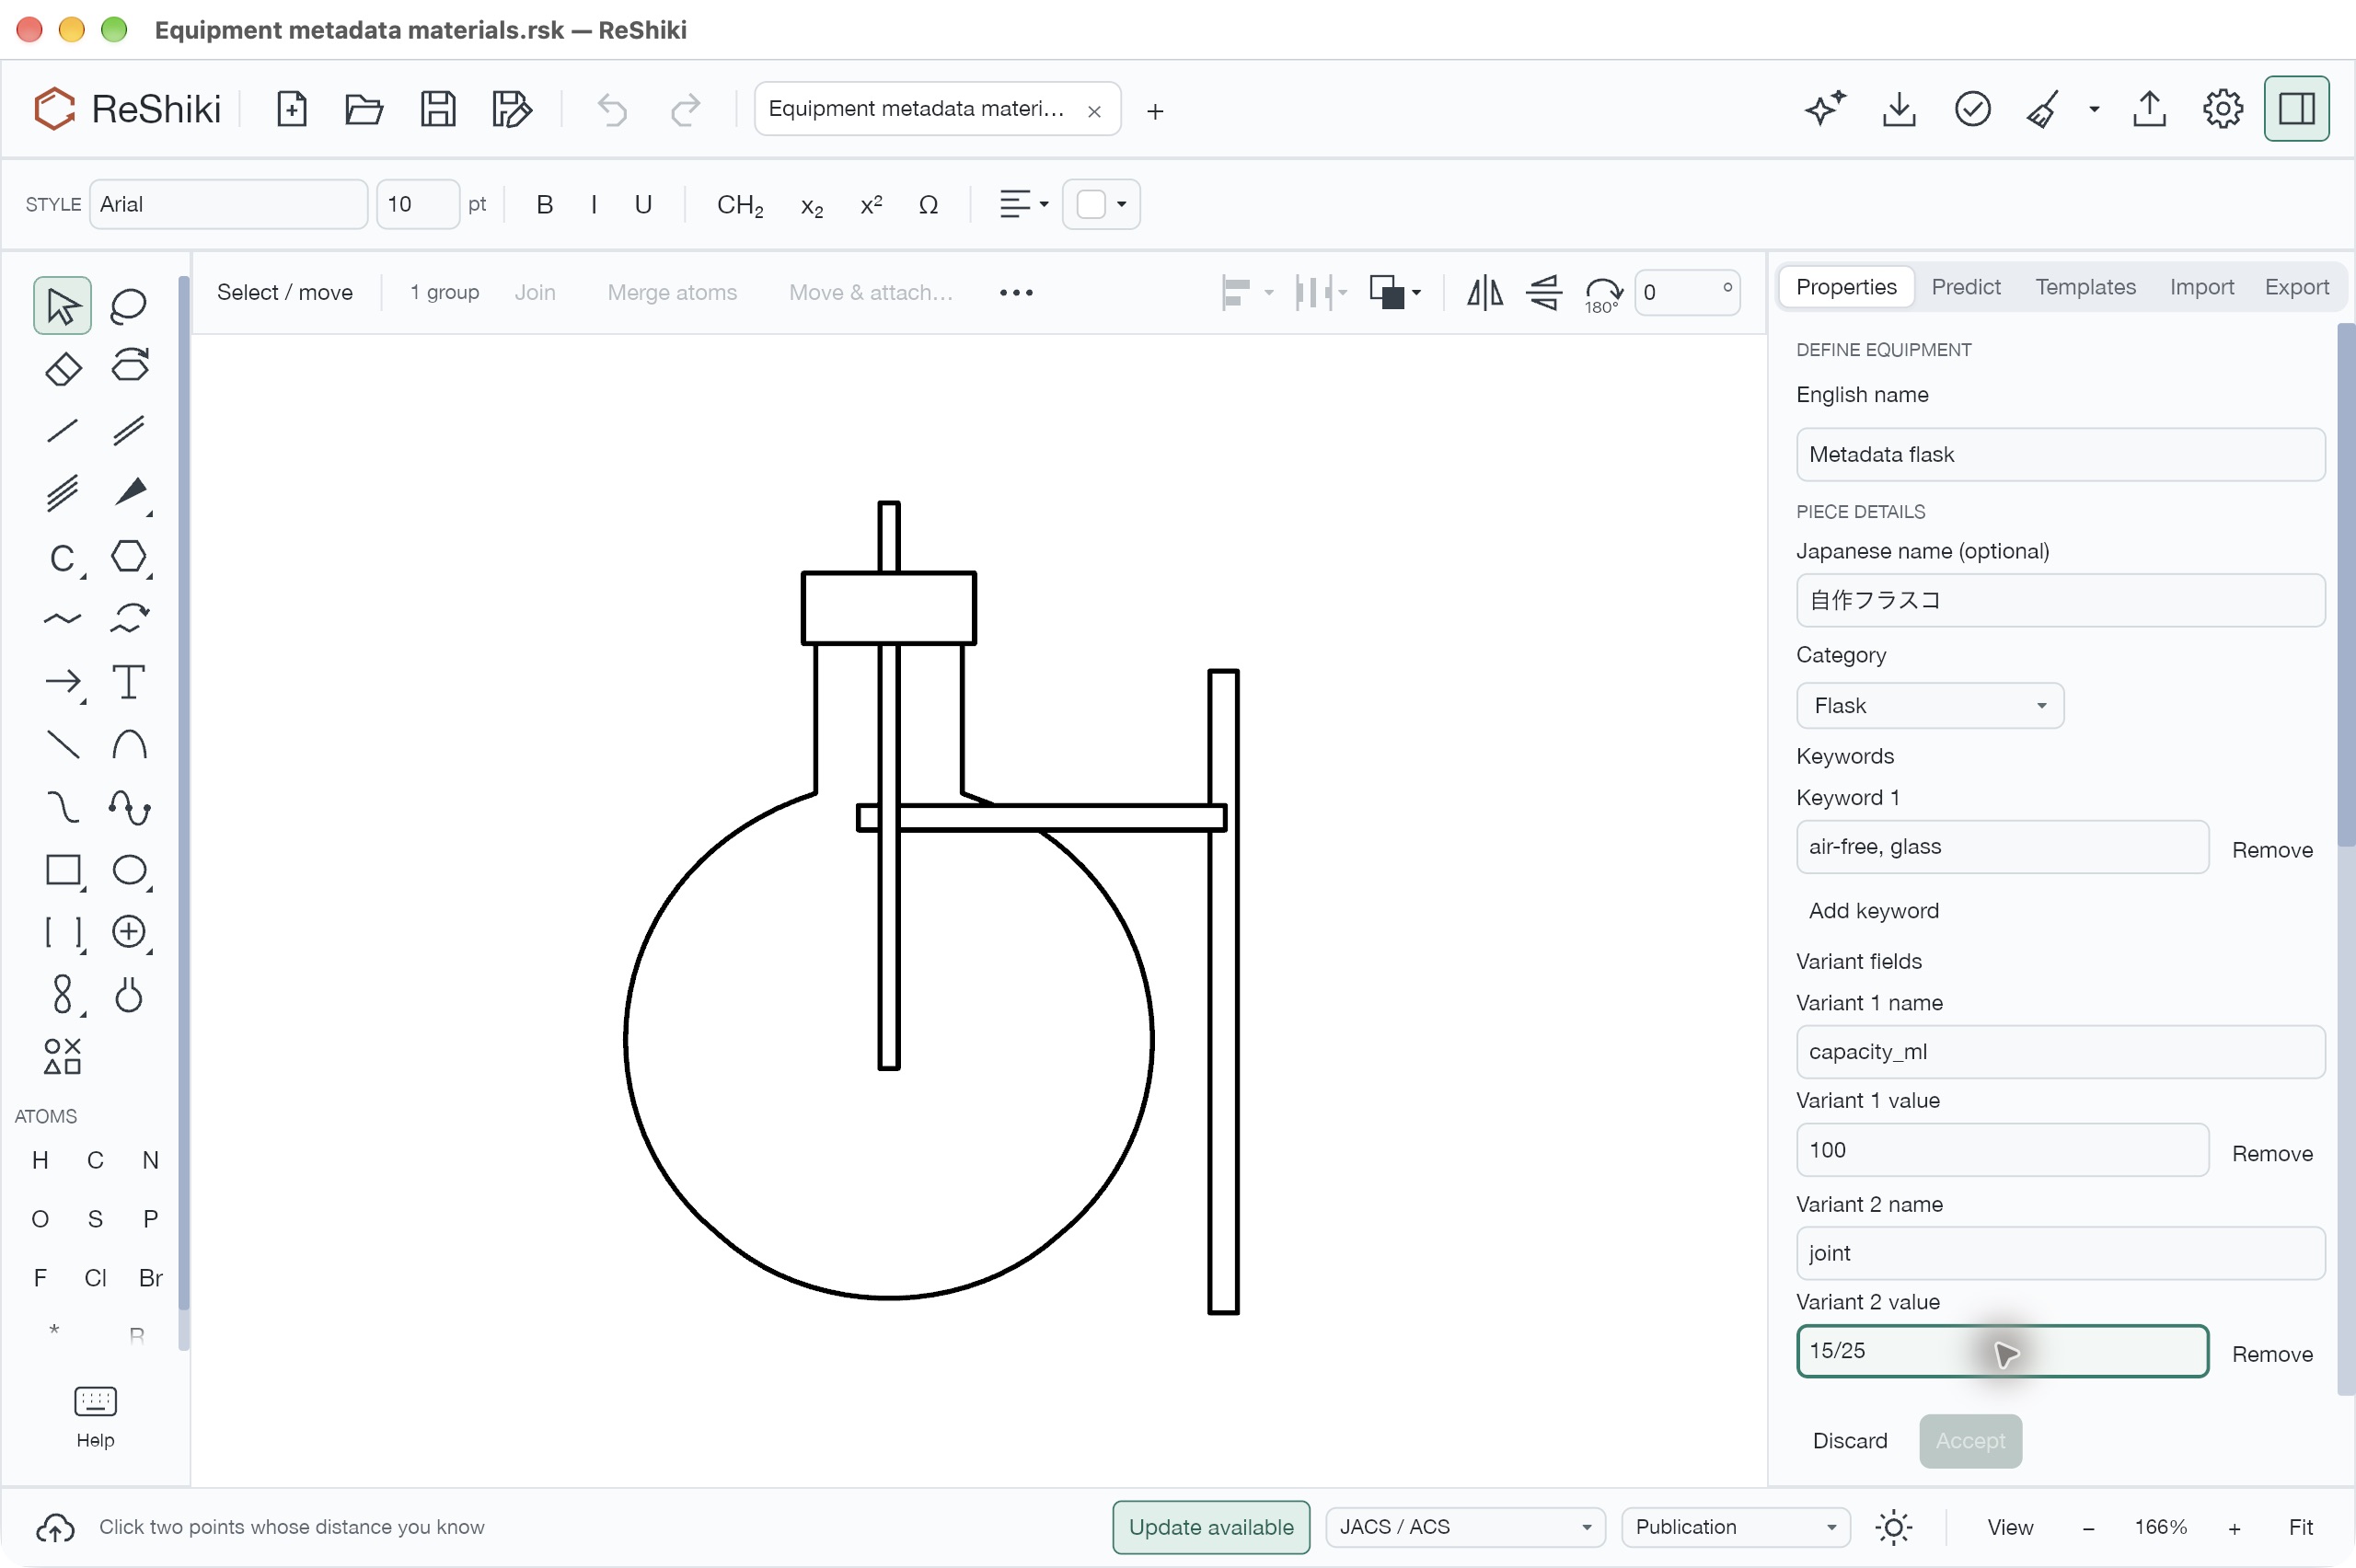 Equipment metadata materials.rsk — ReShiki
ReShiki
Equipment metadata materi... × +
STYLE Arial 10 pt B I U CH₂ x₂ x² Ω
Select / move 1 group Join Merge atoms Move & attach... 180° 0 °
Properties Predict Templates Import Export
DEFINE EQUIPMENT
English name
Metadata flask
PIECE DETAILS
Japanese name (optional)
自作フラスコ
Category
Flask
Keywords
Keyword 1
air-free, glass Remove
Add keyword
Variant fields
Variant 1 name
capacity_ml
Variant 1 value
100 Remove
Variant 2 name
joint
Variant 2 value
15/25 Remove
Discard Accept
C
T
ATOMS
H C N
O S P
F Cl Br
* R
Help
Click two points whose distance you know Update available JACS / ACS Publication View − 166% + Fit